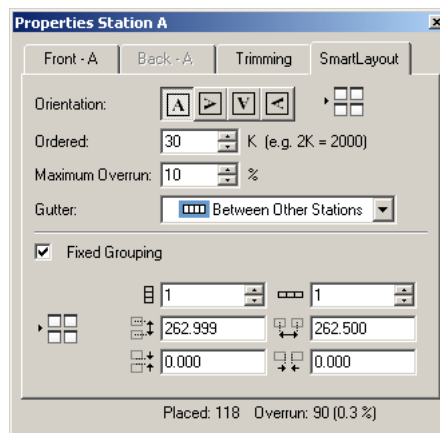 Properties Station A
Front - A Back - A Trimming SmartLayout
Orientation: A A A A
Ordered: 30 K (e.g. 2K = 2000)
Maximum Overrun: 10 %
Gutter: Between Other Stations
Fixed Grouping
1 1
262.999 262.500
0.000 0.000
Placed: 118 Overrun: 90 (0.3 %)